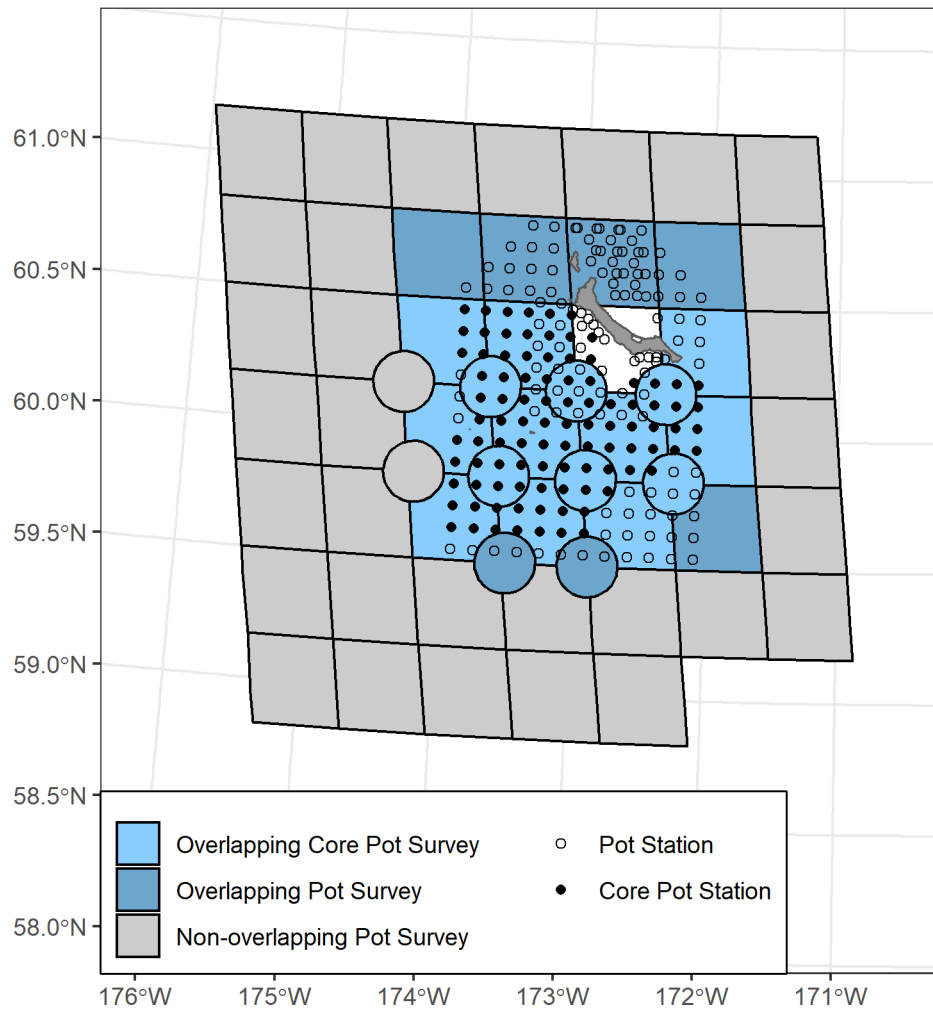 61.0°N
60.5°N
60.0°N
59.5°N
59.0°N
58.5°N
58.0°N
Overlapping Core Pot Survey
Overlapping Pot Survey
Non-overlapping Pot Survey
Pot Station
Core Pot Station
176°W
175°W
174°W
173°W
172°W
171°W